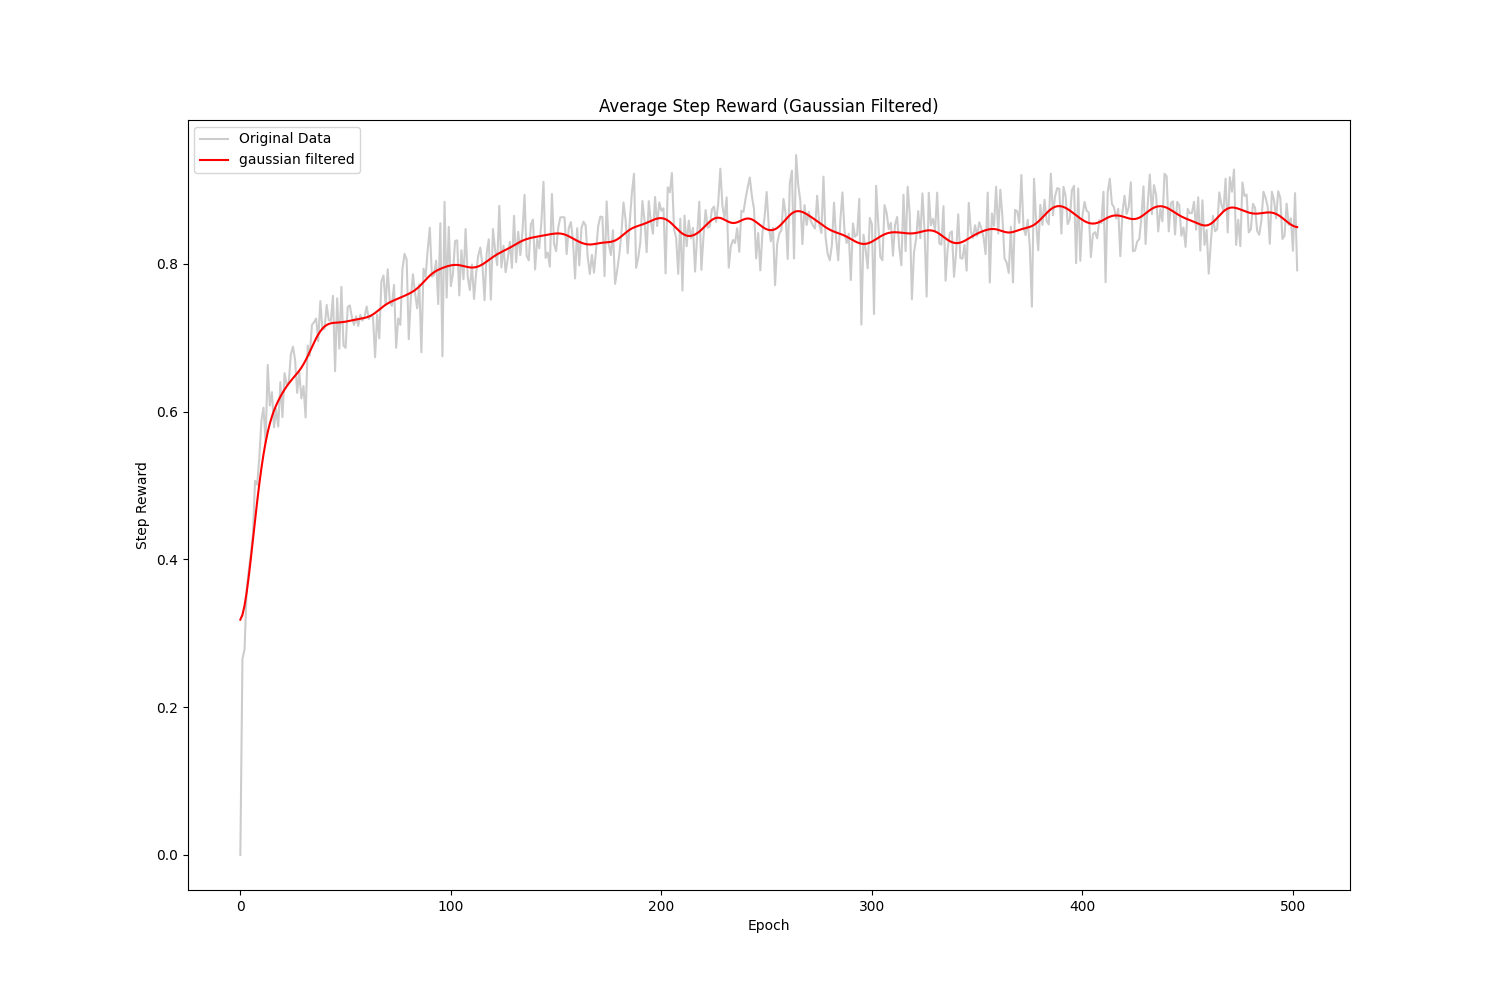 Average Step Reward (Gaussian Filtered)
Original Data
gaussian filtered
Step Reward
0.8
0.6
0.4
0.2
0.0
0 100 200 300 400 500
Epoch